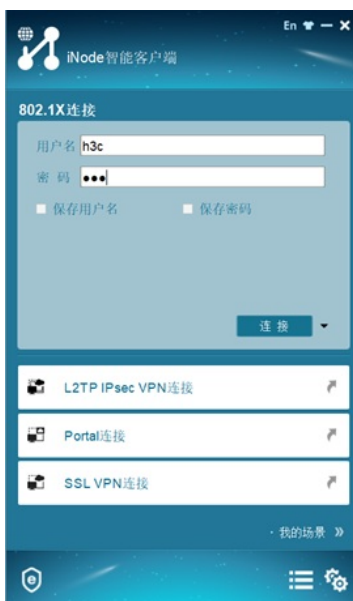 En
iNode智能客户端
802.1X连接
用户名 h3c
密 码 ●●●
保存用户名 保存密码
连 接
L2TP IPsec VPN连接
Portal连接
SSL VPN连接
· 我的场景 》